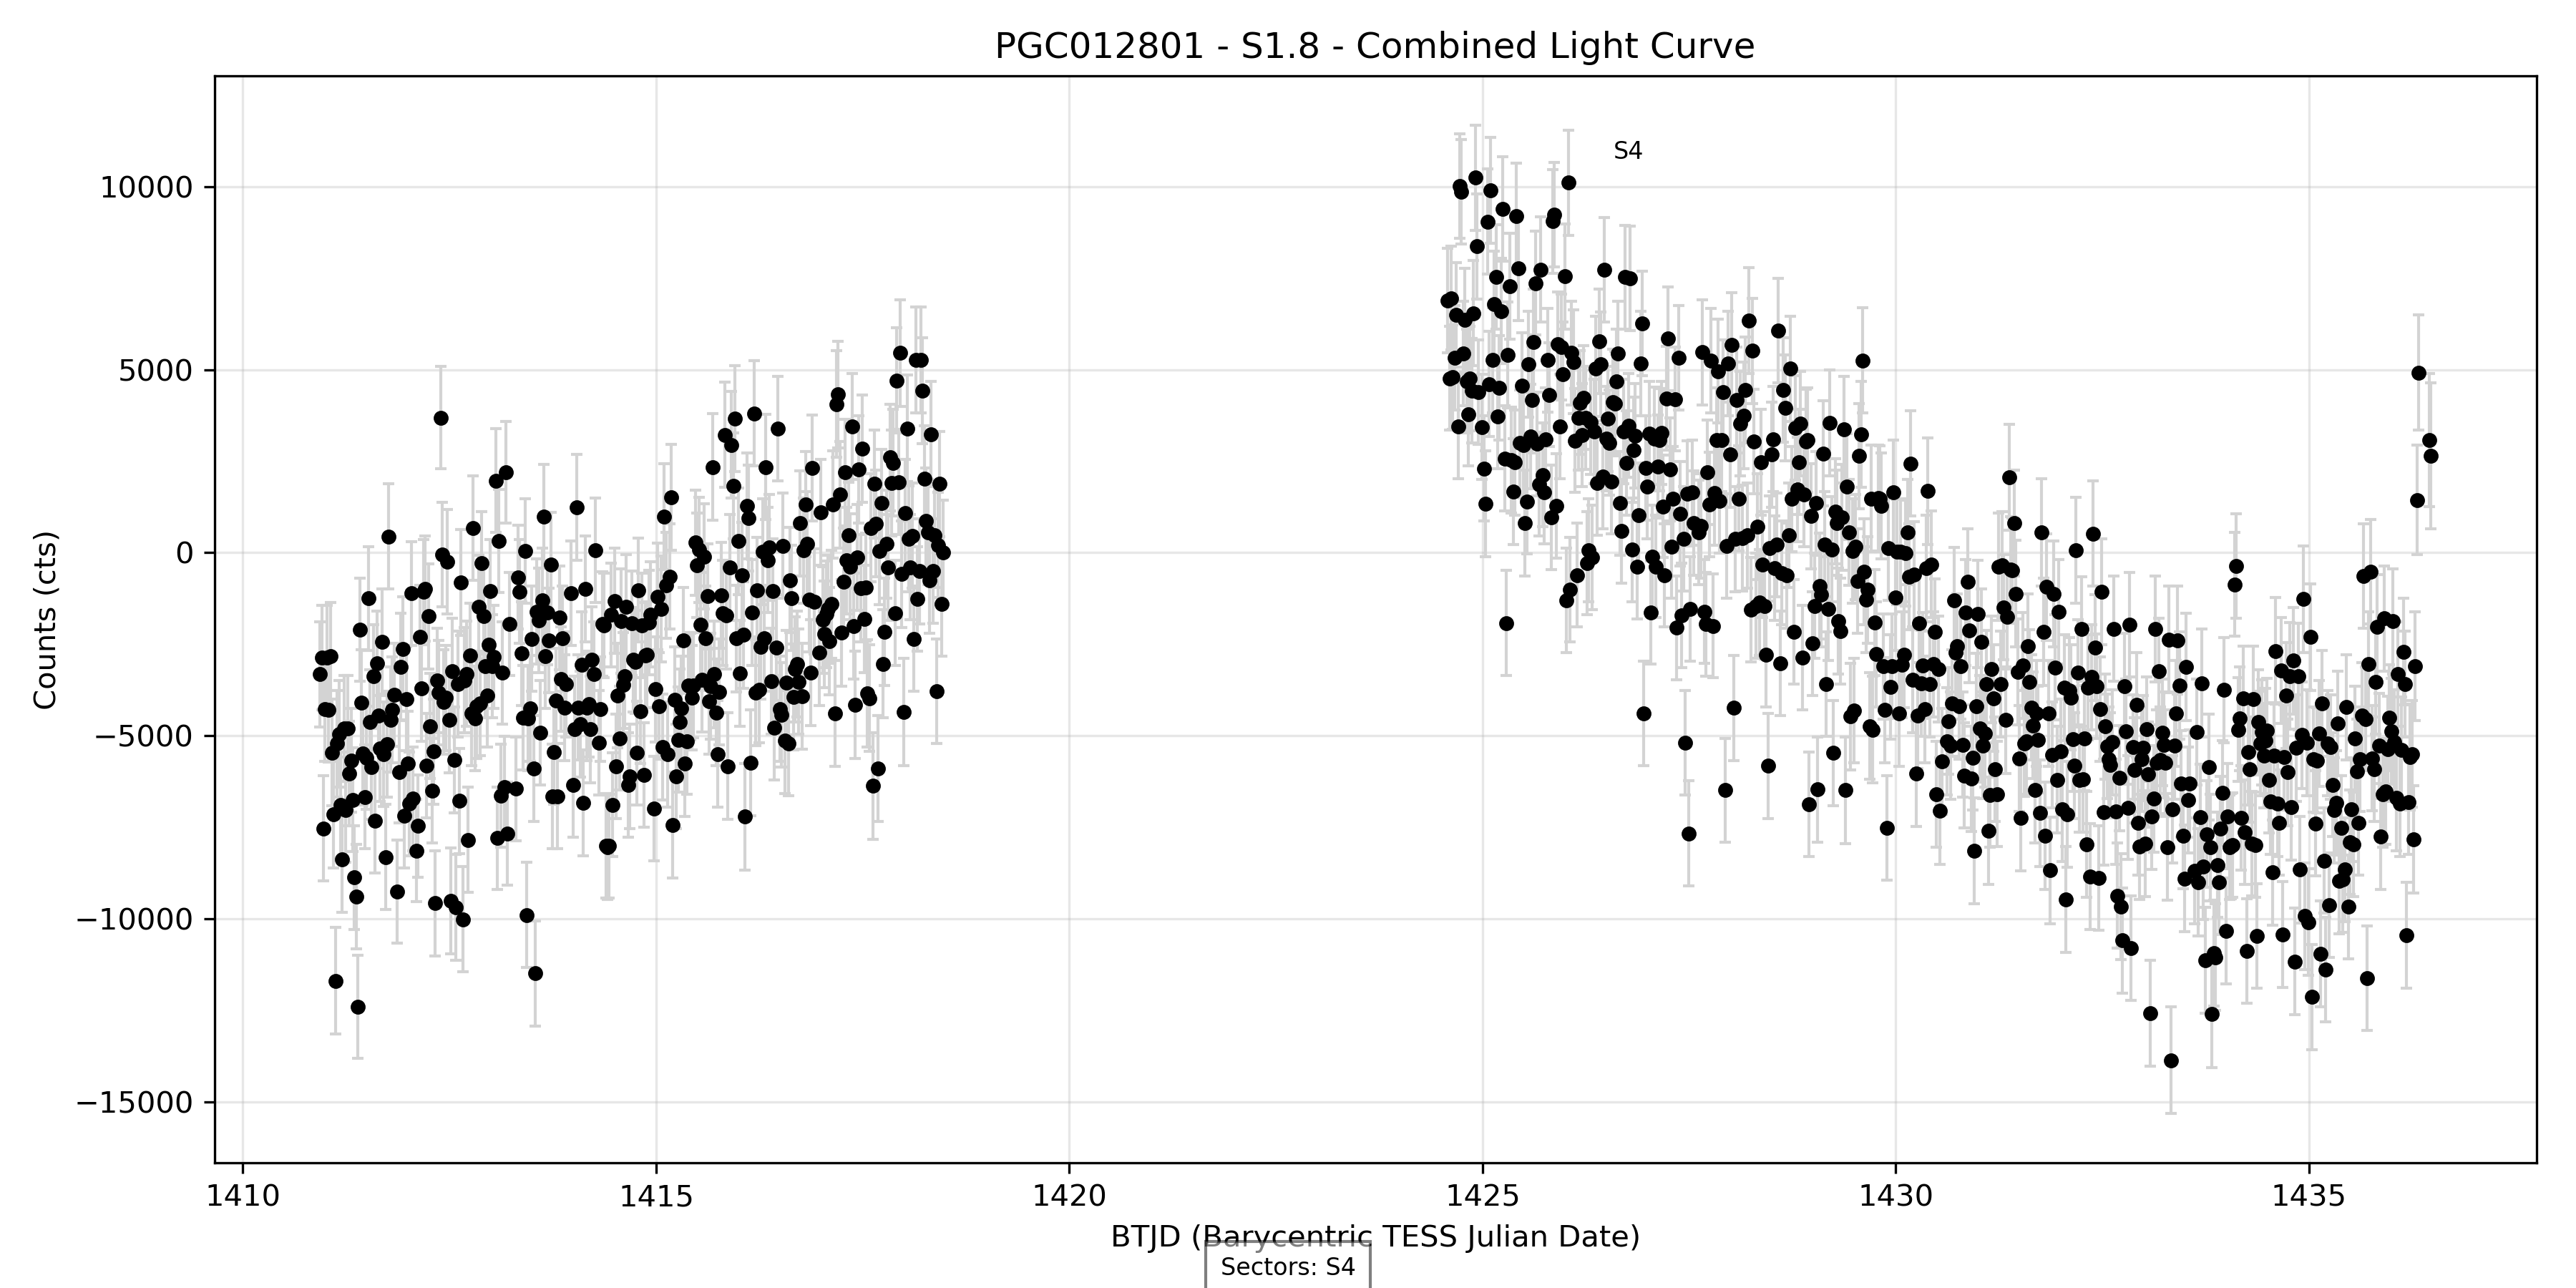 PGC012801 - S1.8 - Combined Light Curve
S4
10000
5000
0
−5000
−10000
−15000
Counts (cts)
1410 1415 1420 1425 1430 1435
BTJD (Barycentric TESS Julian Date)
Sectors: S4